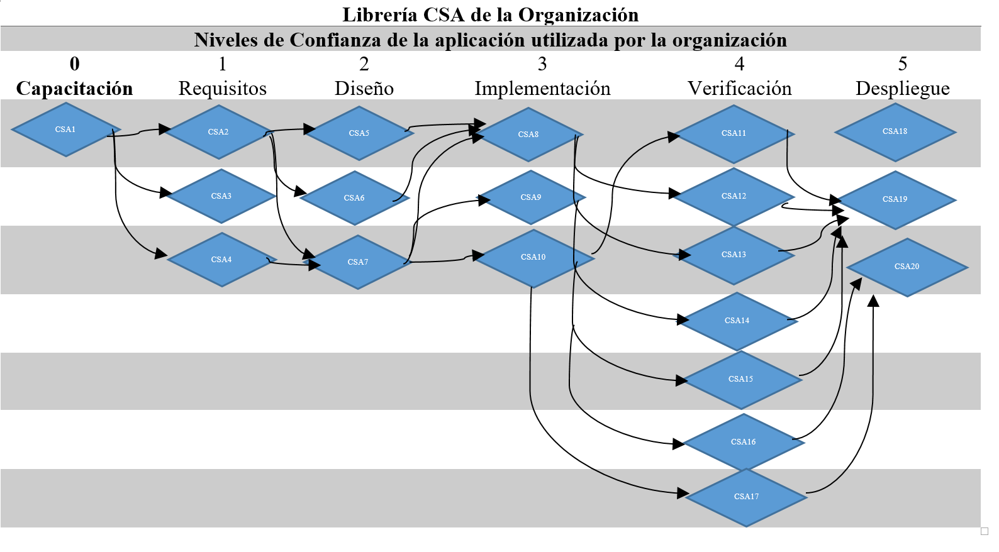 Librería CSA de la Organización
Niveles de Confianza de la aplicación utilizada por la organización
0 1 2 3 4 5
Capacitación Requisitos Diseño Implementación Verificación Despliegue
CSA1 CSA2 CSA5 CSA8 CSA11 CSA18
CSA3 CSA6 CSA9 CSA12 CSA19
CSA4 CSA7 CSA10 CSA13 CSA20
CSA14
CSA15
CSA16
CSA17